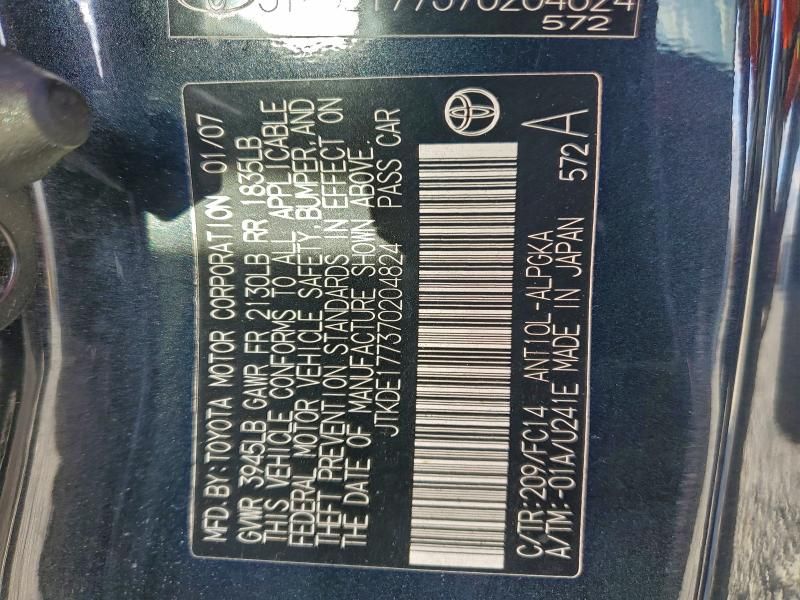 572
MFD. BY: TOYOTA MOTOR CORPORATION 01/07
GVWR 3945LB GAWR FR 2130LB RR 1835LB
THIS VEHICLE CONFORMS TO ALL APPLICABLE
FEDERAL MOTOR VEHICLE SAFETY, BUMPER, AND
THEFT PREVENTION STANDARDS IN EFFECT ON
THE DATE OF MANUFACTURE SHOWN ABOVE.
JTKDE177370204824 PASS CAR
C/TR: 209/FC14 ANT10L-ALPGKA
A/TM: -01A/U241E MADE IN JAPAN 572 A